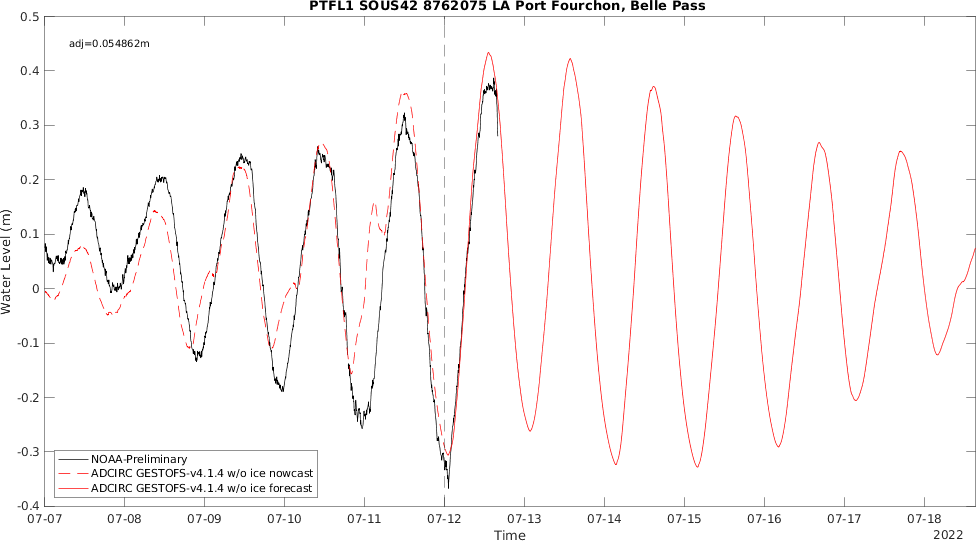 PTFL1 SOUS42 8762075 LA Port Fourchon, Belle Pass
adj=0.054862m
0.5
0.4
0.3
0.2
0.1
0
-0.1
-0.2
-0.3
-0.4
Water Level (m)
NOAA-Preliminary
ADCIRC GESTOFS-v4.1.4 w/o ice nowcast
ADCIRC GESTOFS-v4.1.4 w/o ice forecast
07-07 07-08 07-09 07-10 07-11 07-12 07-13 07-14 07-15 07-16 07-17 07-18
Time
2022